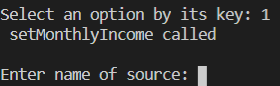 Select an option by its key: 1
setMonthlyIncome called
Enter name of source: